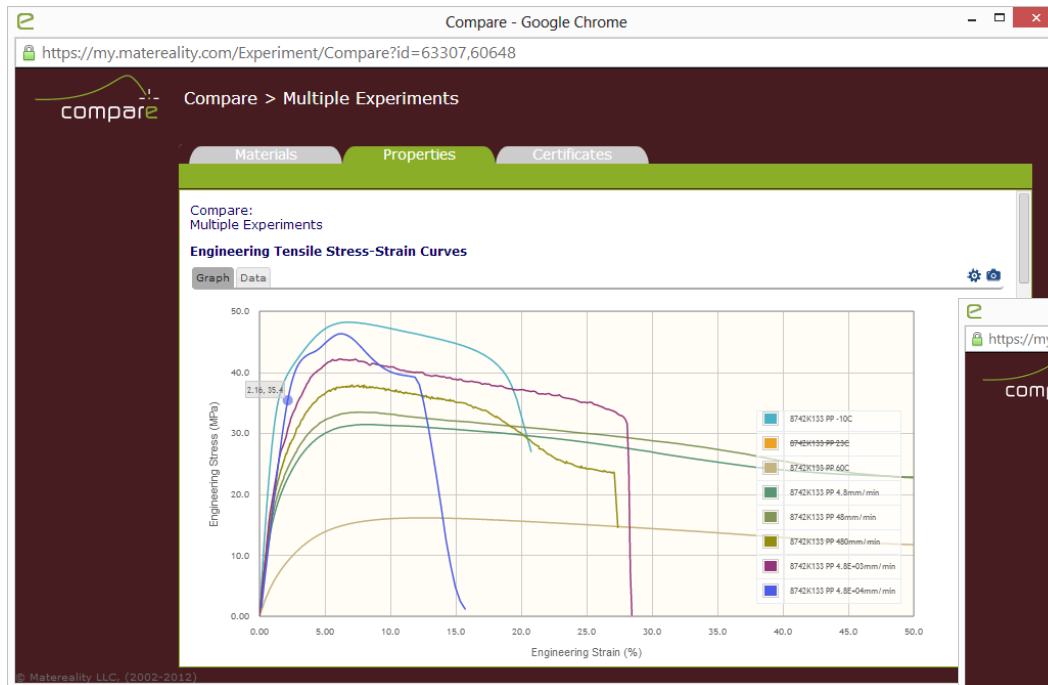 Compare - Google Chrome
https://my.matereality.com/Experiment/Compare?id=63307,60648
compare
Compare > Multiple Experiments
Materials
Properties
Certificates
Compare:
Multiple Experiments
Engineering Tensile Stress-Strain Curves
Graph
Data
50.0
40.0
30.0
20.0
10.0
0.00
Engineering Stress (MPa)
2.16, 35.4
8742K133 PP -10C
8742K133 PP 23C
8742K133 PP 60C
8742K133 PP 4.8mm/min
8742K133 PP 48mm/min
8742K133 PP 480mm/min
8742K133 PP 4.8E+03mm/min
8742K133 PP 4.8E+04mm/min
0.00 5.00 10.0 15.0 20.0 25.0 30.0 35.0 40.0 45.0 50.0
Engineering Strain (%)
https://my
comp
© Matereality LLC, (2002-2012)